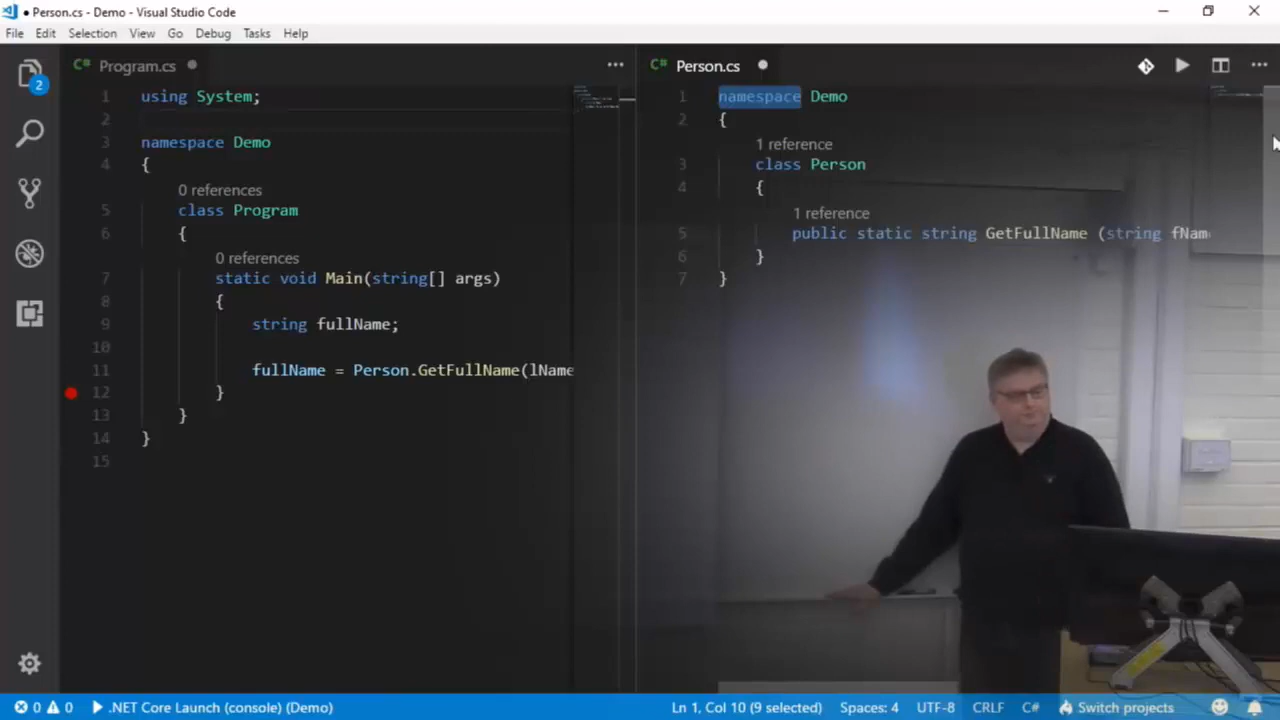 ● Person.cs - Demo - Visual Studio Code
File Edit Selection View Go Debug Tasks Help
C# Program.cs ●
2
1 using System;
2
3 namespace Demo
4 {
0 references
5 class Program
6 {
0 references
7 static void Main(string[] args)
8 {
9 string fullName;
10
11 fullName = Person.GetFullName(lName
12 }
13 }
14 }
15
C# Person.cs ●
1 namespace Demo
2 {
1 reference
3 class Person
4 {
1 reference
5 public static string GetFullName (string fNam
6 }
7 }
0 0 .NET Core Launch (console) (Demo) Ln 1, Col 10 (9 selected) Spaces: 4 UTF-8 CRLF C# Switch projects